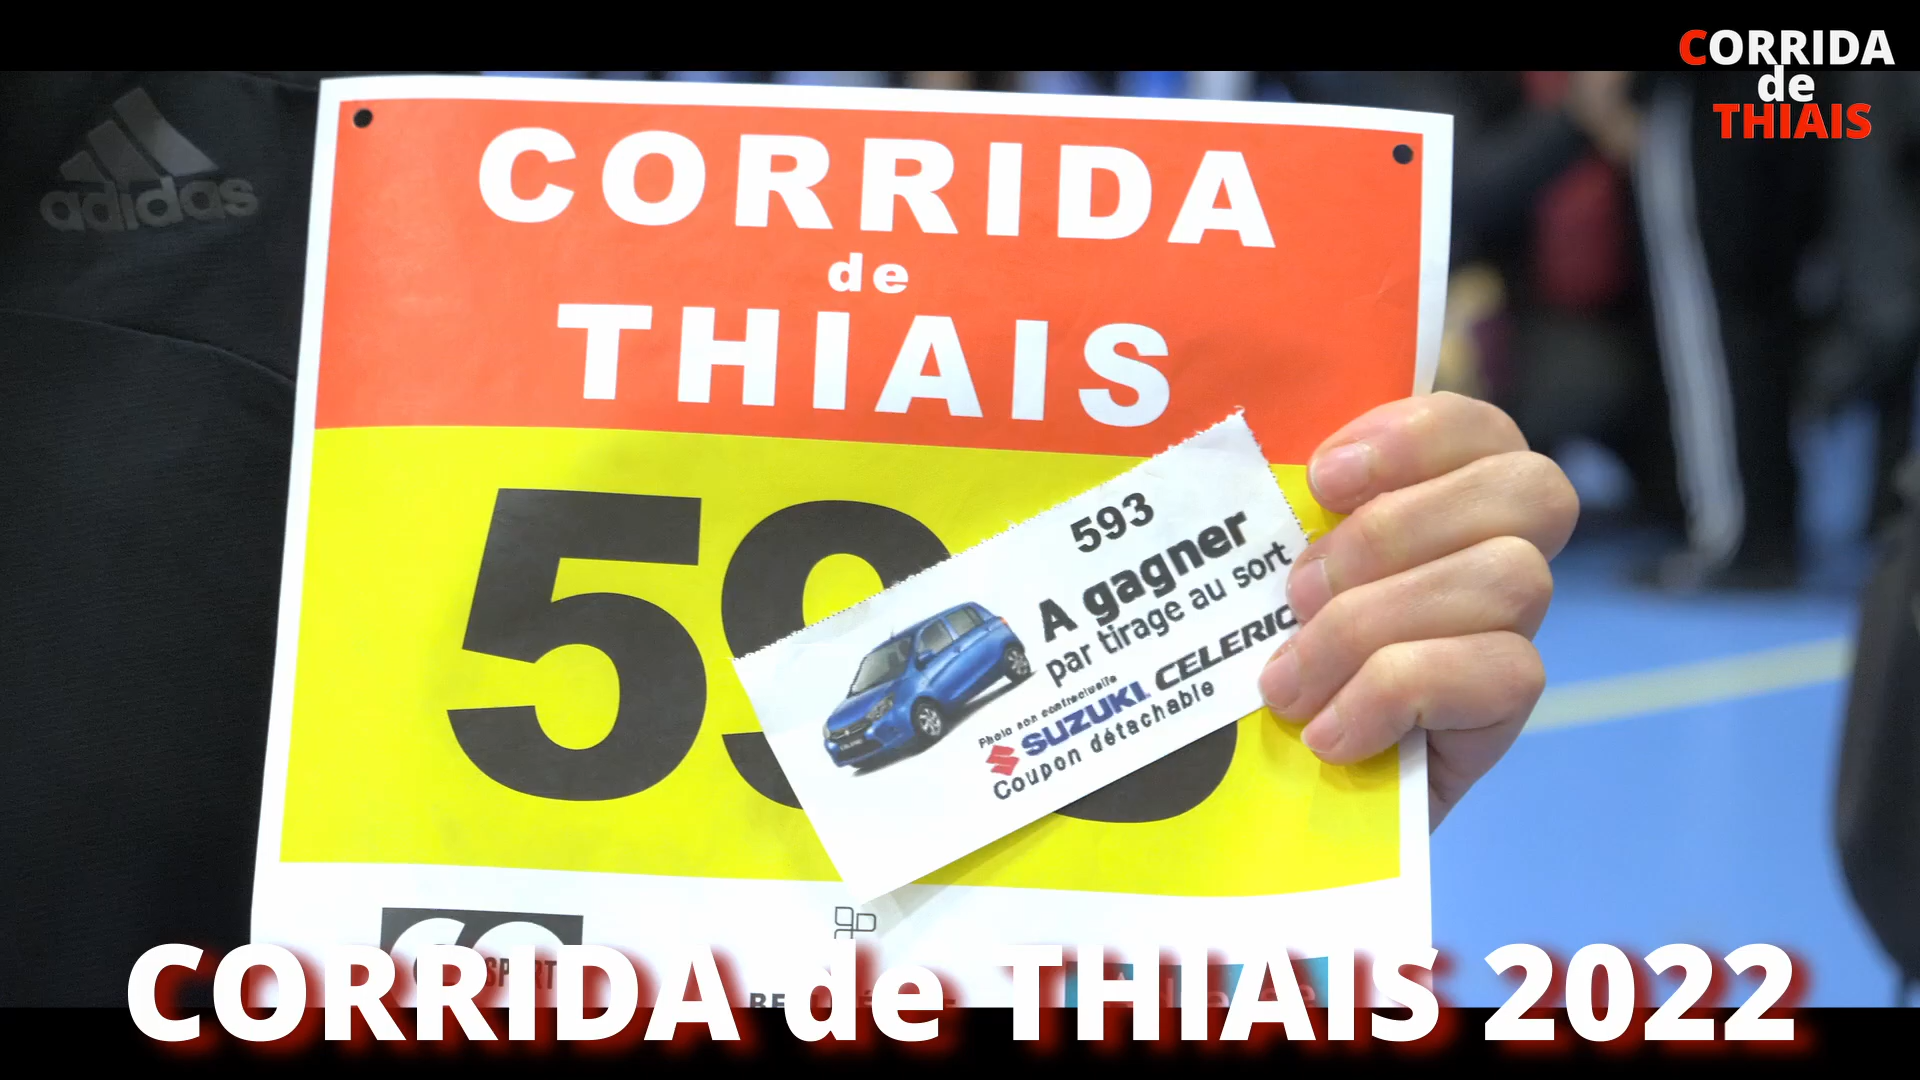 CORRIDA
de
THIAIS
adidas
CORRIDA
de
THIAIS
593
A gagner
par tirage au sort
Photo non contractuelle
SUZUKI CELERIO
Coupon détachable
SPORT
CORRIDA de THIAIS 2022